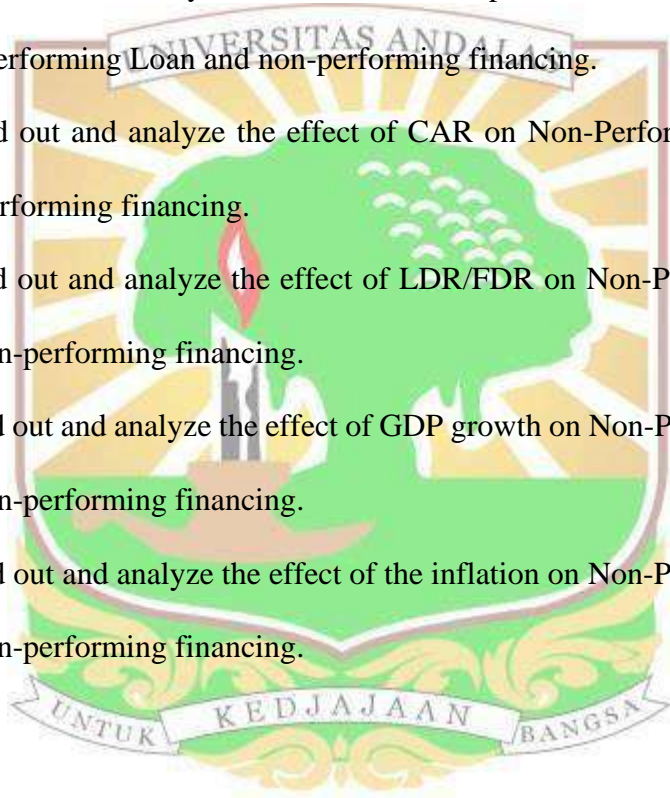 UNIVERSITAS ANDALAS
erforming Loan and non-performing financing.
d out and analyze the effect of CAR on Non-Perfor
erforming financing.
d out and analyze the effect of LDR/FDR on Non-P
n-performing financing.
d out and analyze the effect of GDP growth on Non-P
n-performing financing.
d out and analyze the effect of the inflation on Non-P
n-performing financing.
UNTUK KEDJAJAAN BANGSA